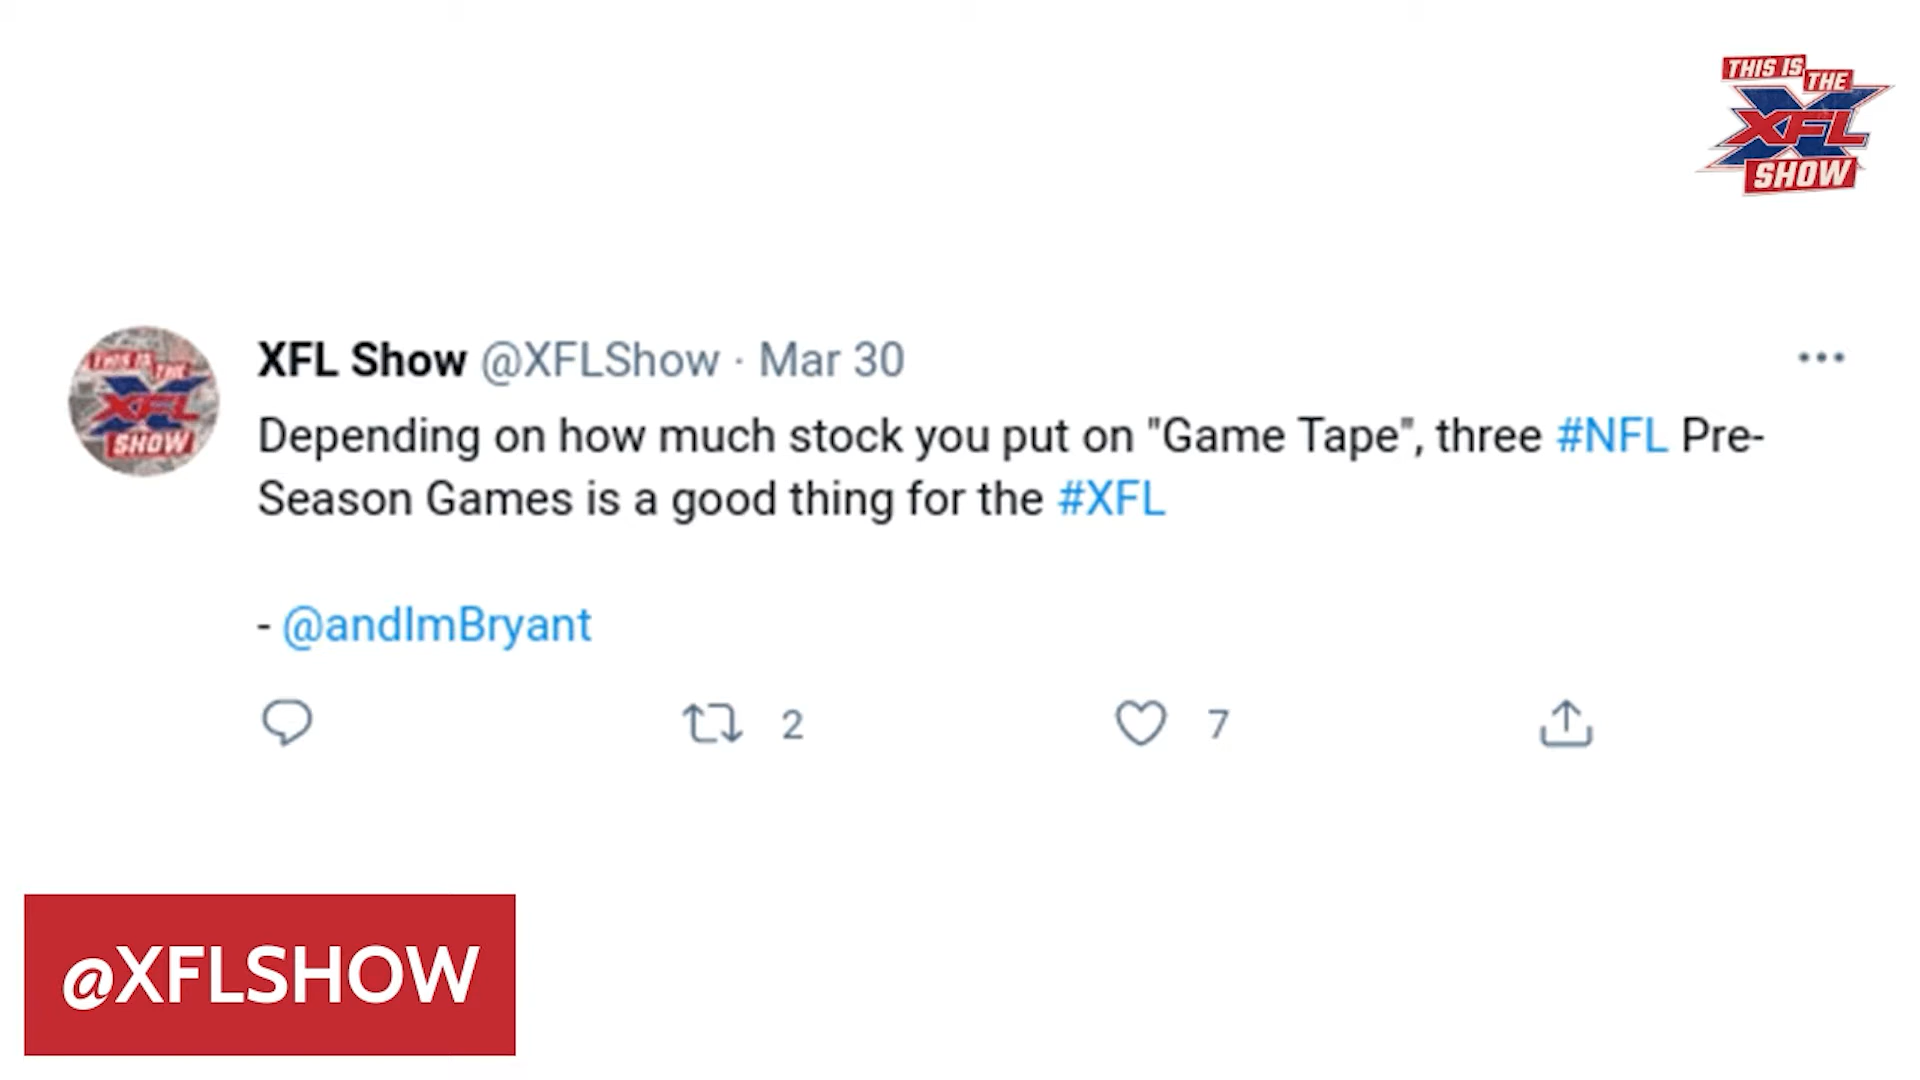 THIS IS THE
XFL
SHOW
THIS IS THE
XFL
SHOW
XFL Show @XFLShow · Mar 30
Depending on how much stock you put on "Game Tape", three #NFL Pre-
Season Games is a good thing for the #XFL
- @andImBryant
2 7
@XFLSHOW